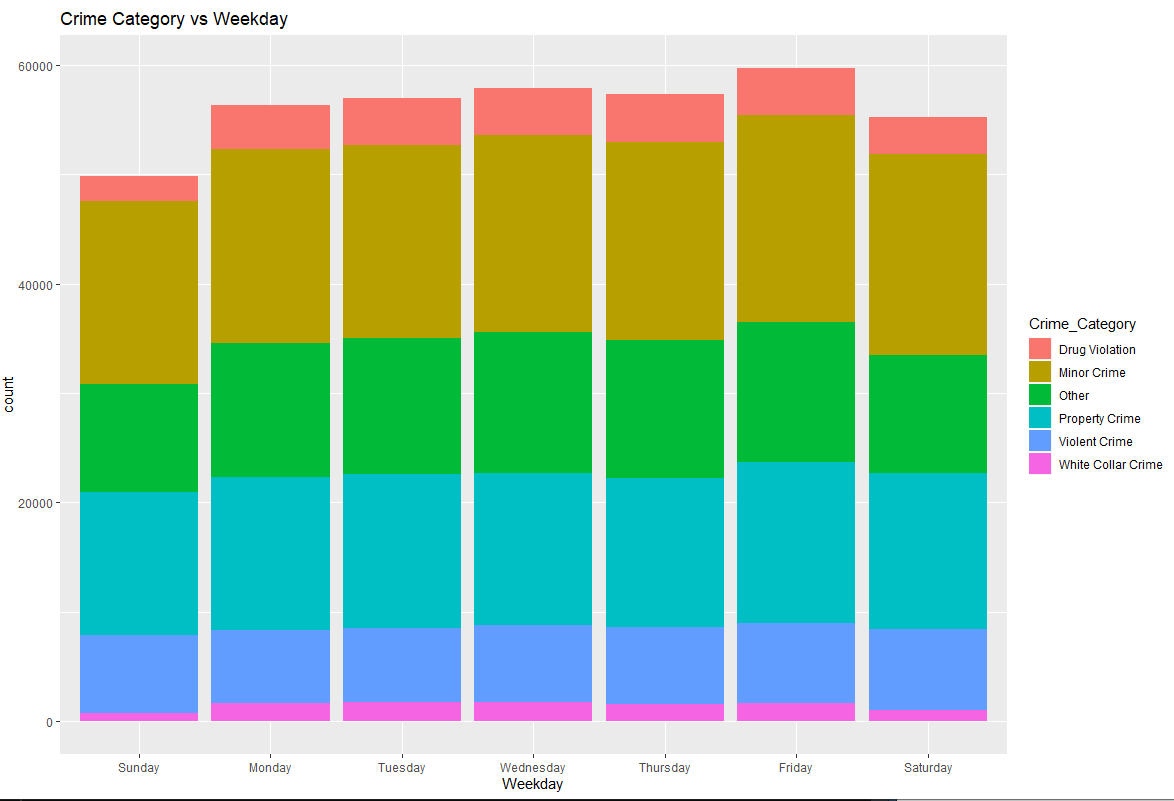 Crime Category vs Weekday
60000
40000
20000
0
count
Sunday Monday Tuesday Wednesday Thursday Friday Saturday
Weekday
Crime_Category
Drug Violation
Minor Crime
Other
Property Crime
Violent Crime
White Collar Crime